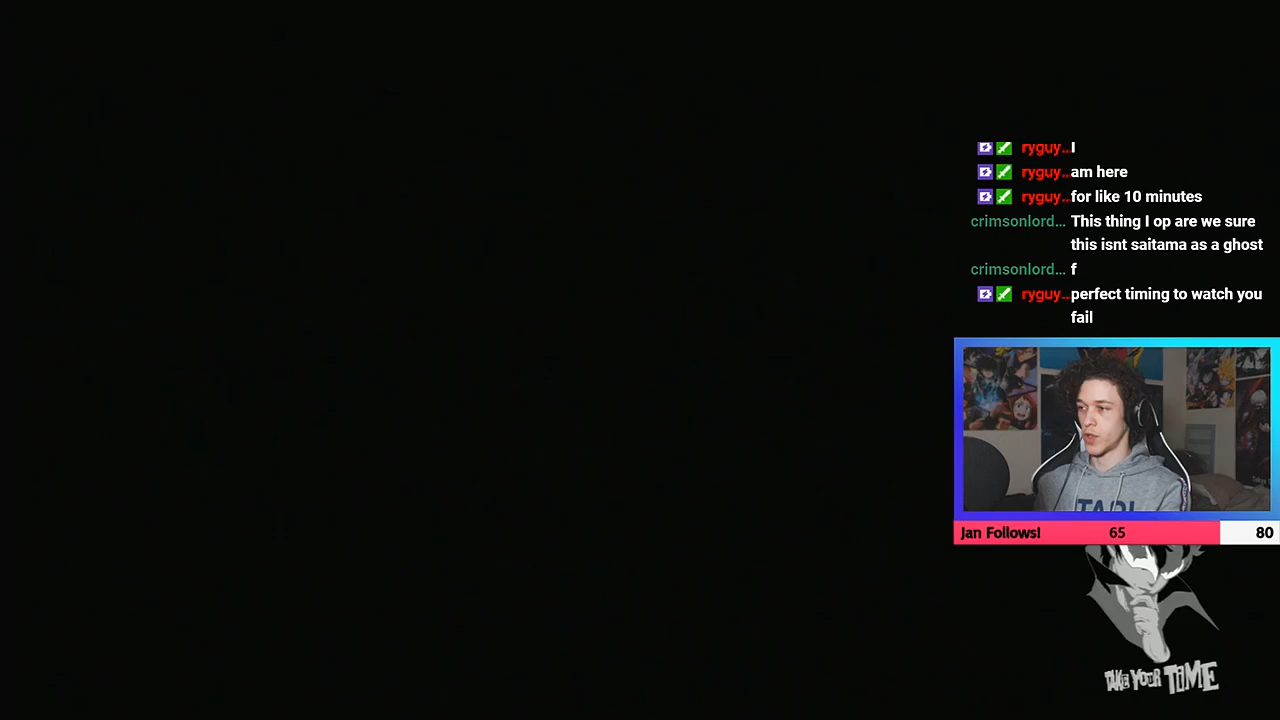 ryguy… I
ryguy… am here
ryguy… for like 10 minutes
crimsonlord… This thing I op are we sure
this isnt saitama as a ghost
crimsonlord… f
ryguy… perfect timing to watch you
fail
Jan Follows! 65 80
TAKE YOUR TiME